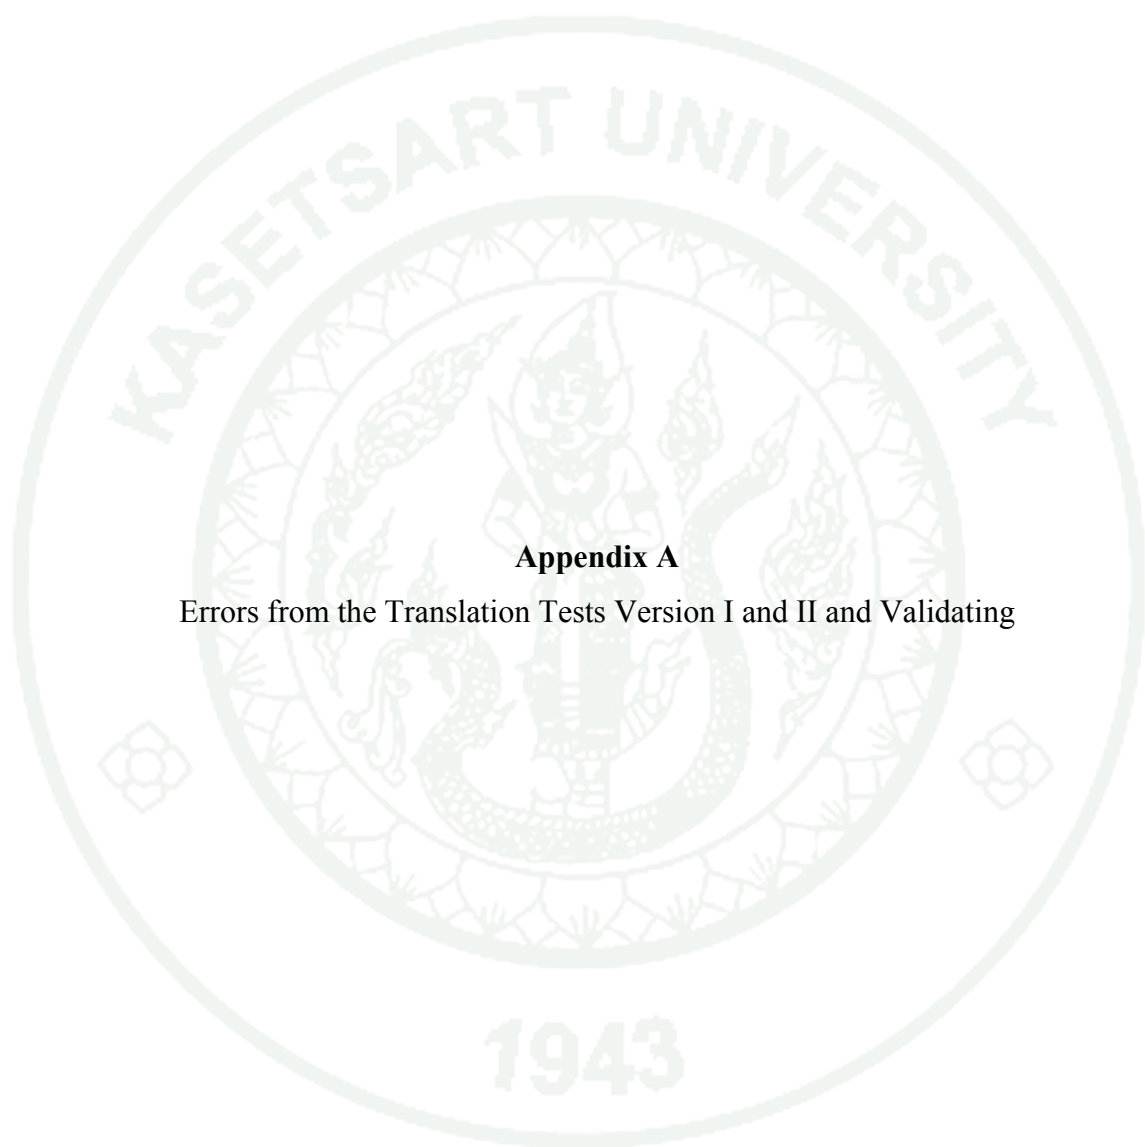 KASETSART UNIVERSITY
Appendix A
Errors from the Translation Tests Version I and II and Validating
1943